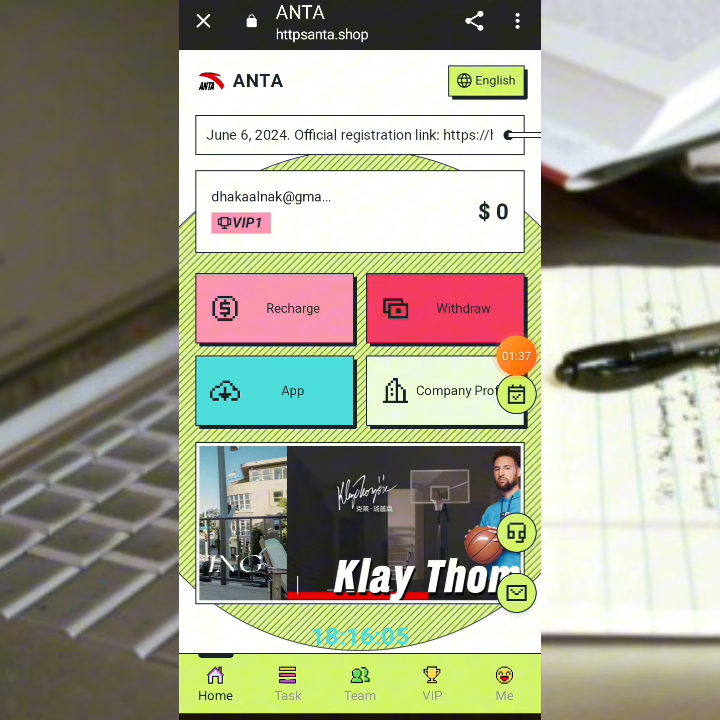 ANTA
httpsanta.shop
ANTA
ANTA
English
June 6, 2024. Official registration link: https://h
dhakaalnak@gma...
VIP1
$ 0
Recharge
Withdraw
01:37
App
Company Prof
Klay Thom
18:16:05
Home
Task
Team
VIP
Me